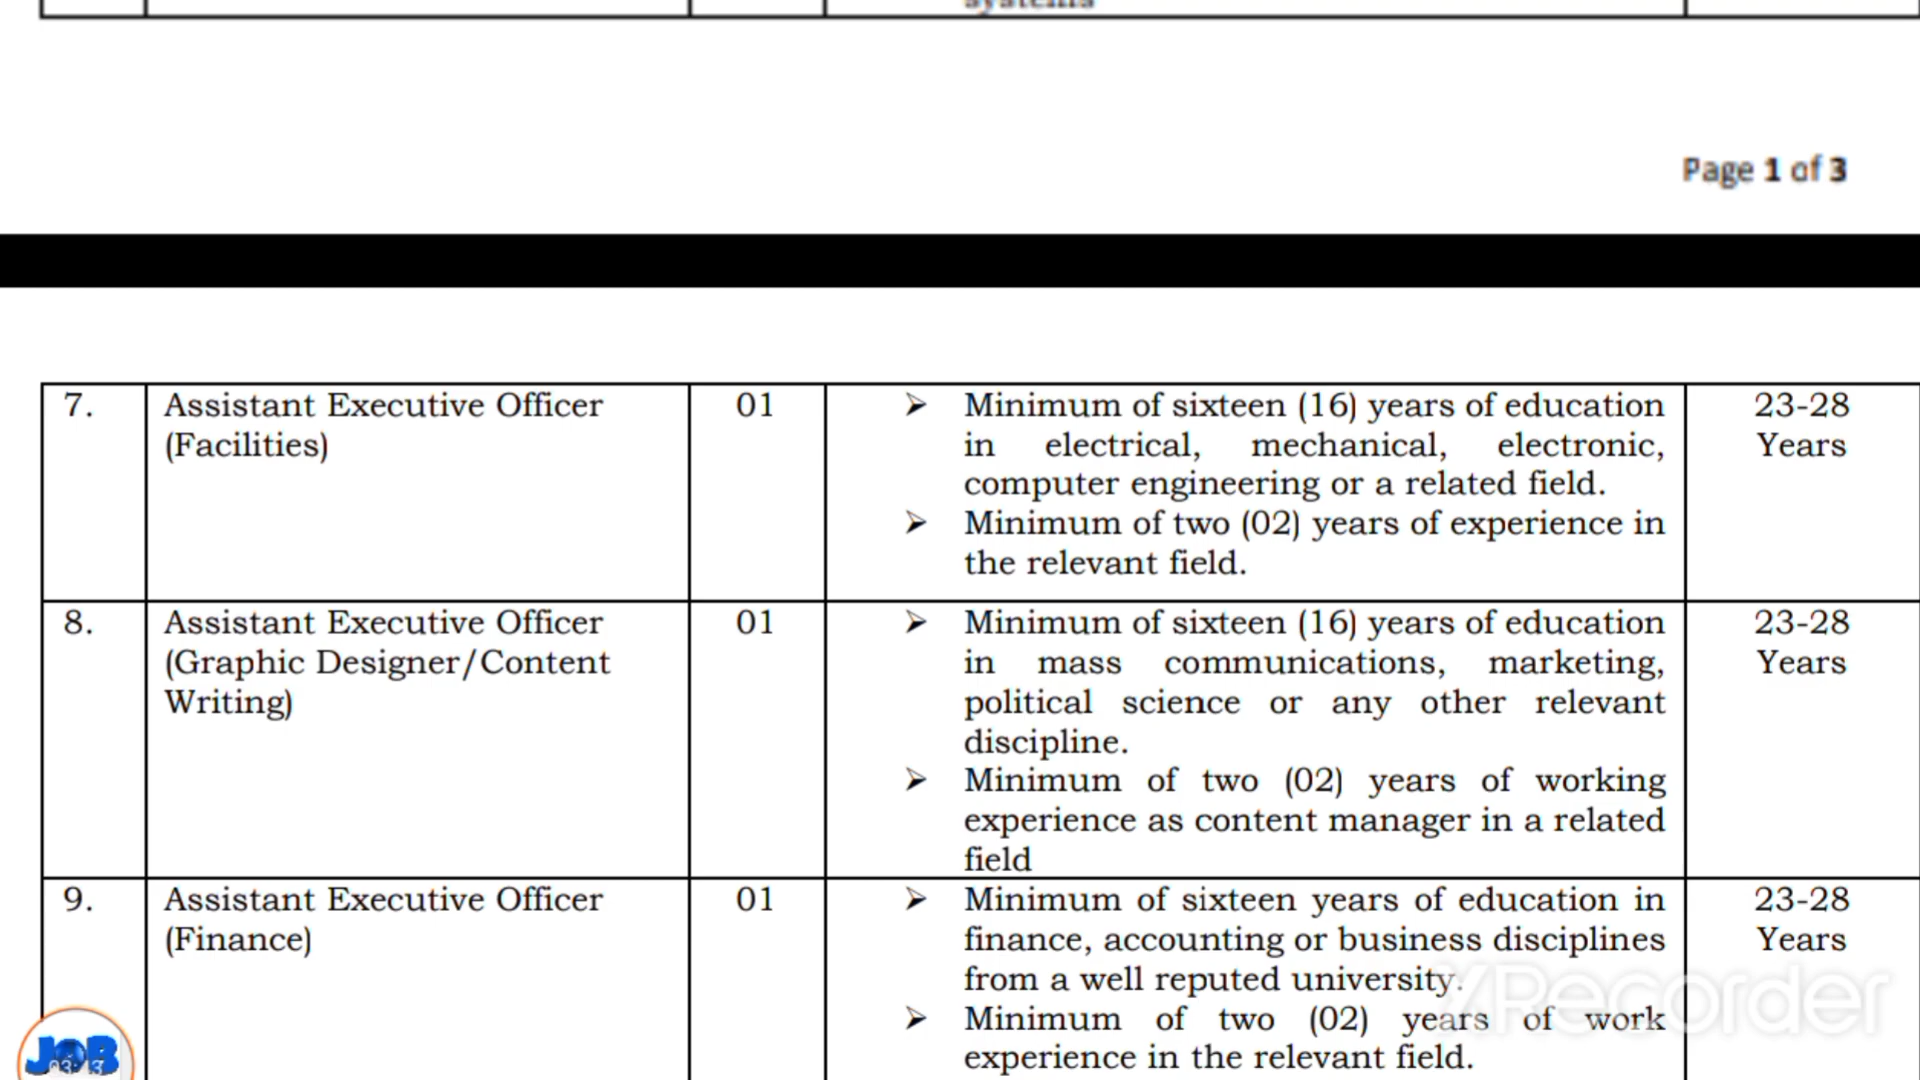 systems
Page 1 of 3
7.
Assistant Executive Officer
(Facilities)
01
➢ Minimum of sixteen (16) years of education
in electrical, mechanical, electronic,
computer engineering or a related field.
➢ Minimum of two (02) years of experience in
the relevant field.
23-28
Years
8.
Assistant Executive Officer
(Graphic Designer/Content
Writing)
01
➢ Minimum of sixteen (16) years of education
in mass communications, marketing,
political science or any other relevant
discipline.
➢ Minimum of two (02) years of working
experience as content manager in a related
field
23-28
Years
9.
Assistant Executive Officer
(Finance)
01
➢ Minimum of sixteen years of education in
finance, accounting or business disciplines
from a well reputed university.
➢ Minimum of two (02) years of work
experience in the relevant field.
23-28
Years
XRecorder
JOB